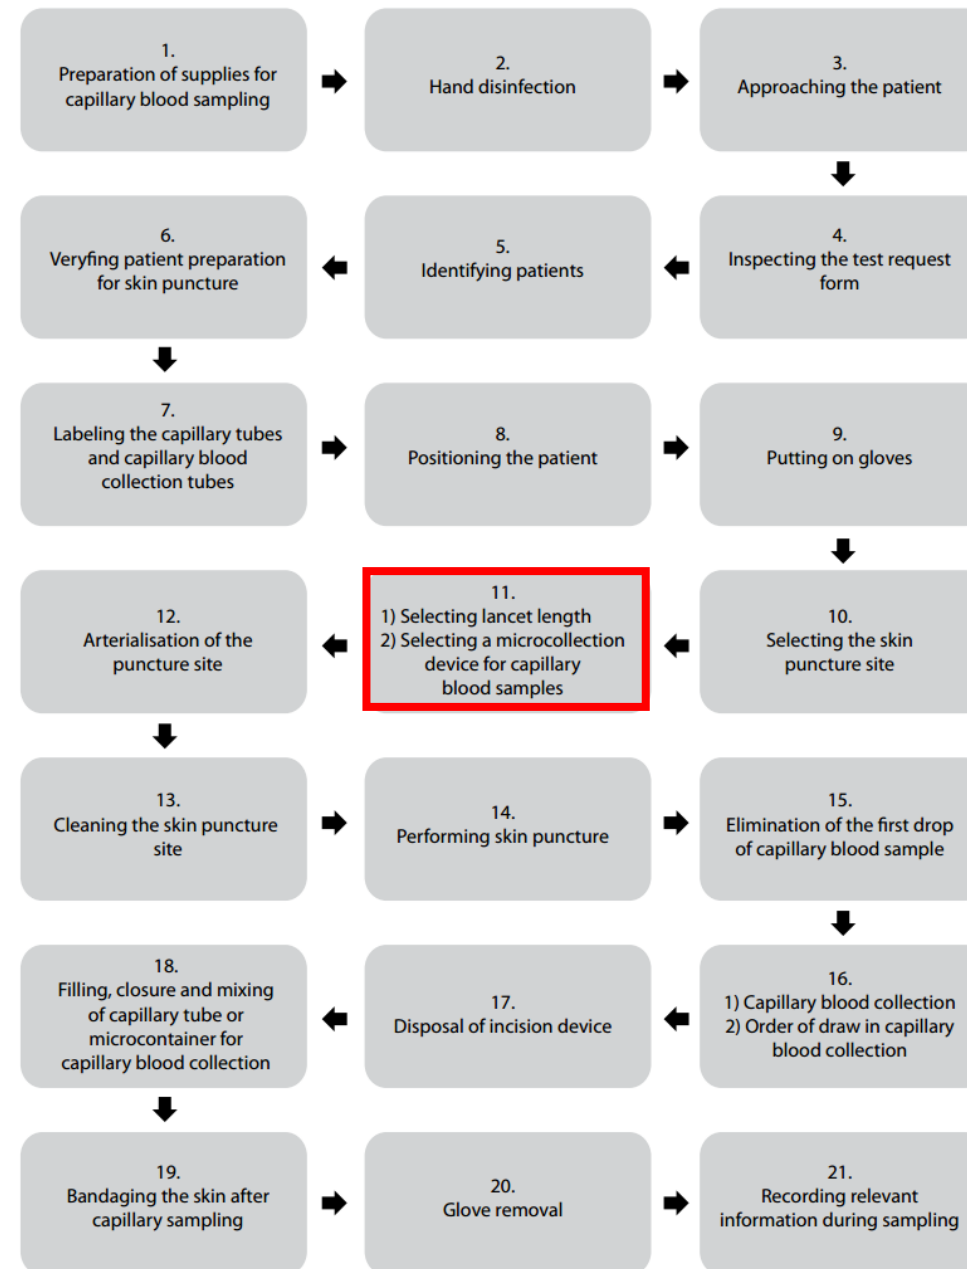 1.
Preparation of supplies for
capillary blood sampling
2.
Hand disinfection
3.
Approaching the patient
4.
Inspecting the test request
form
5.
Identifying patients
6.
Veryfing patient preparation
for skin puncture
7.
Labeling the capillary tubes
and capillary blood
collection tubes
8.
Positioning the patient
9.
Putting on gloves
10.
Selecting the skin
puncture site
11.
1) Selecting lancet length
2) Selecting a microcollection
device for capillary
blood samples
12.
Arterialisation of the
puncture site
13.
Cleaning the skin puncture
site
14.
Performing skin puncture
15.
Elimination of the first drop
of capillary blood sample
16.
1) Capillary blood collection
2) Order of draw in capillary
blood collection
17.
Disposal of incision device
18.
Filling, closure and mixing
of capillary tube or
microcontainer for
capillary blood collection
19.
Bandaging the skin after
capillary sampling
20.
Glove removal
21.
Recording relevant
information during sampling